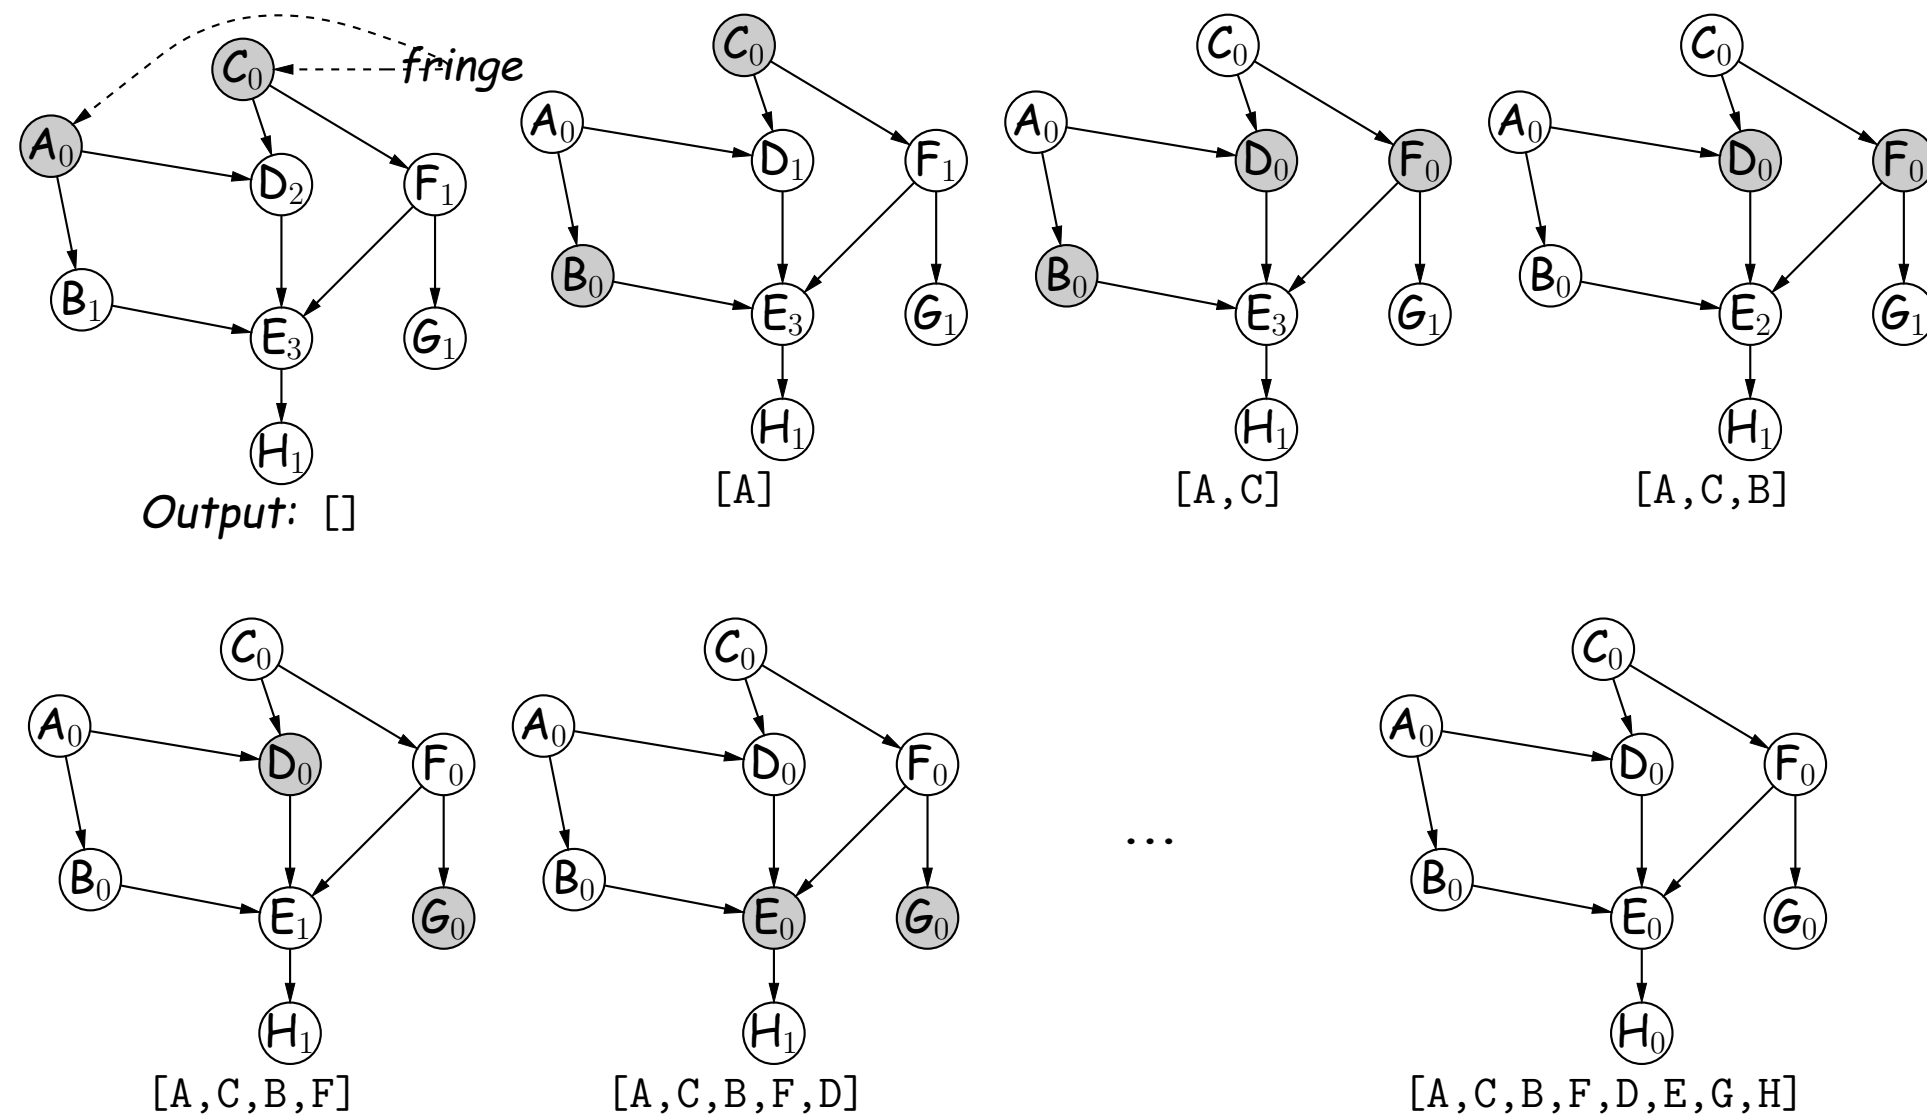 C0 fringe
A0
D2 F1
B1
E3 G1
H1
Output: []
C0
A0
D1 F1
B0
E3 G1
H1
[A]
C0
A0
D0 F0
B0
E3 G1
H1
[A,C]
C0
A0
D0 F0
B0
E2 G1
H1
[A,C,B]
C0
A0
D0 F0
B0
E1 G0
H1
[A,C,B,F]
C0
A0
D0 F0
B0
E0 G0
H1
[A,C,B,F,D]
...
C0
A0
D0 F0
B0
E0 G0
H0
[A,C,B,F,D,E,G,H]